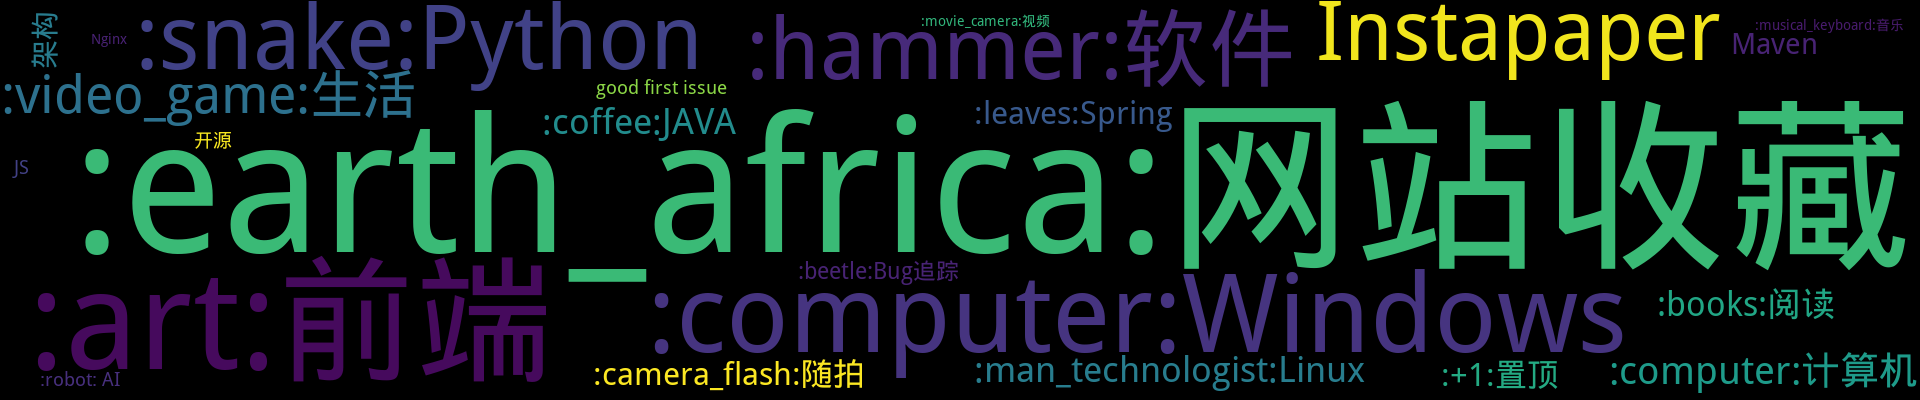 架构
Nginx
:snake:Python
:hammer:软件
:movie_camera:视频
Instapaper
:musical_keyboard:音乐
Maven
:video_game:生活
good first issue
:coffee:JAVA
:leaves:Spring
开源
JS
:earth_africa:网站收藏
:art:前端
:beetle:Bug追踪
:computer:Windows
:books:阅读
:robot: AI
:camera_flash:随拍
:man_technologist:Linux
:+1:置顶
:computer:计算机